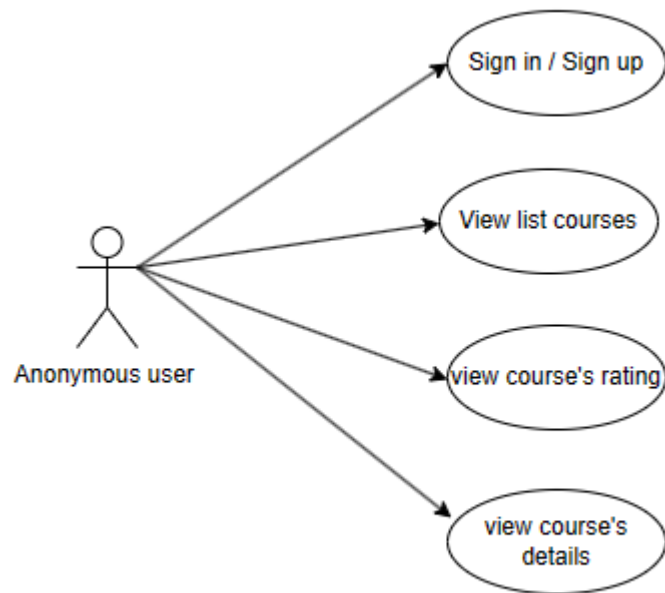 Sign in / Sign up
View list courses
Anonymous user
view course's rating
view course's
details